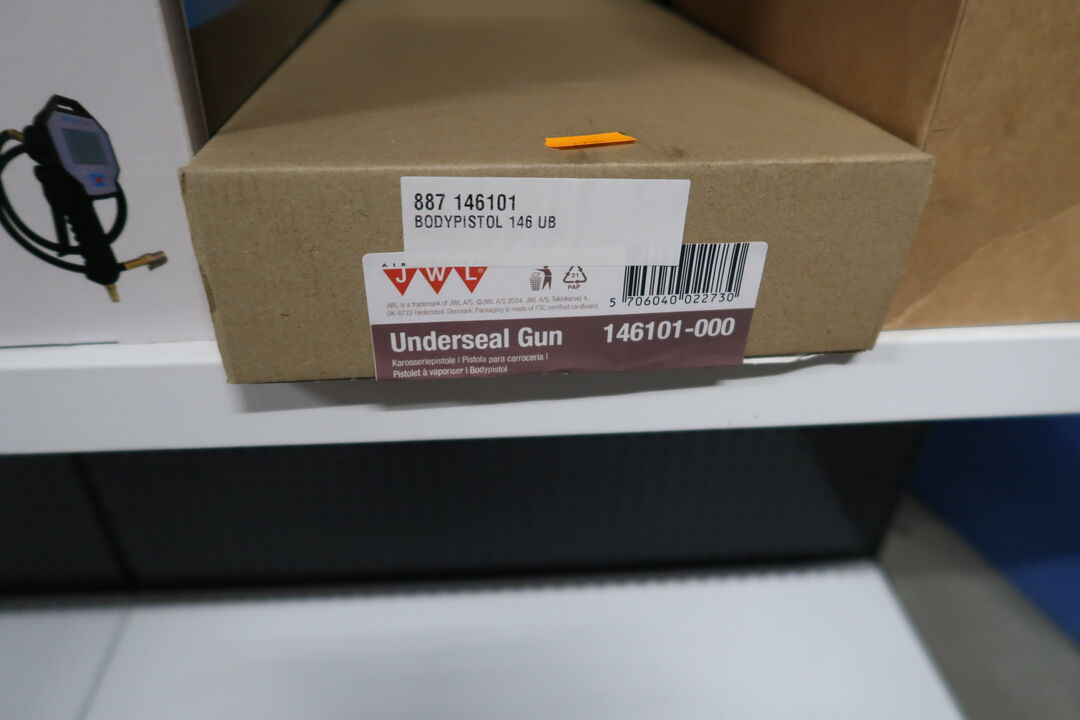 887 146101
BODYPISTOL 146 UB
AIR
JWL®
21
PAP
JWL is a trademark of JWL A/S. ©JWL A/S 2024. JWL A/S, Teknikervej 4,
DK-8722 Hedensted, Denmark, Packaging is made of FSC certified cardboard
5 706040 022730
Underseal Gun 146101-000
Karosseriepistole | Pistola para carroceria |
Pistolet à vaporiser | Bodypistol